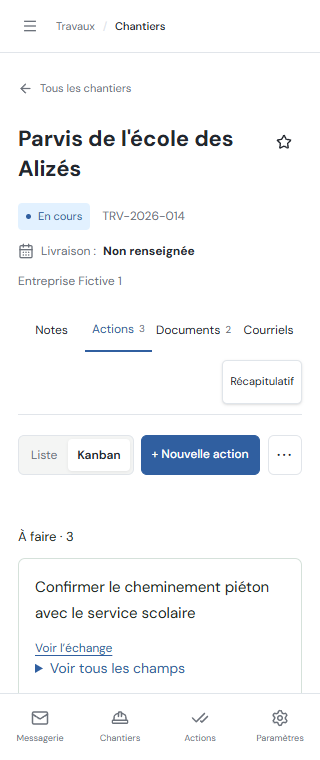 Travaux / Chantiers
Tous les chantiers
Parvis de l'école des
Alizés
En cours TRV-2026-014
Livraison : Non renseignée
Entreprise Fictive 1
Notes Actions 3 Documents 2 Courriels
Récapitulatif
Liste Kanban + Nouvelle action ...
À faire · 3
Confirmer le cheminement piéton
avec le service scolaire
Voir l'échange
Voir tous les champs
Messagerie Chantiers Actions Paramètres